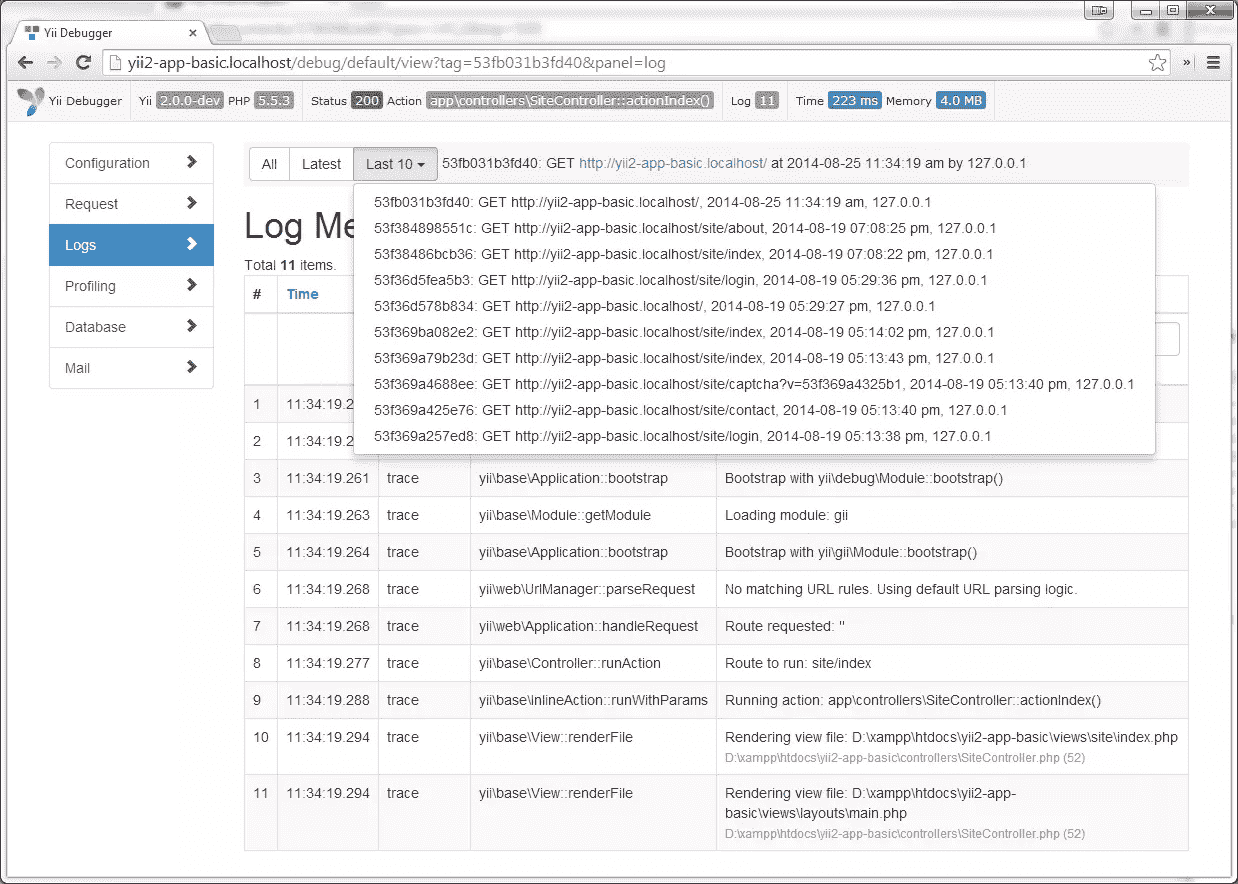 Yii Debugger
yii2-app-basic.localhost/debug/default/view?tag=53fb031b3fd40&panel=log
Yii Debugger Yii 2.0.0-dev PHP 5.5.3 Status 200 Action app\controllers\SiteController::actionIndex() Log 11 Time 223 ms Memory 4.0 MB
Configuration
Request
Logs
Profiling
Database
Mail
All Latest Last 10 53fb031b3fd40: GET http://yii2-app-basic.localhost/ at 2014-08-25 11:34:19 am by 127.0.0.1
53fb031b3fd40: GET http://yii2-app-basic.localhost/, 2014-08-25 11:34:19 am, 127.0.0.1
53f384898551c: GET http://yii2-app-basic.localhost/site/about, 2014-08-19 07:08:25 pm, 127.0.0.1
53f38486bcb36: GET http://yii2-app-basic.localhost/site/index, 2014-08-19 07:08:22 pm, 127.0.0.1
53f36d5fea5b3: GET http://yii2-app-basic.localhost/site/login, 2014-08-19 05:29:36 pm, 127.0.0.1
53f36d578b834: GET http://yii2-app-basic.localhost/, 2014-08-19 05:29:27 pm, 127.0.0.1
53f369ba082e2: GET http://yii2-app-basic.localhost/site/index, 2014-08-19 05:14:02 pm, 127.0.0.1
53f369a79b23d: GET http://yii2-app-basic.localhost/site/index, 2014-08-19 05:13:43 pm, 127.0.0.1
53f369a4688ee: GET http://yii2-app-basic.localhost/site/captcha?v=53f369a4325b1, 2014-08-19 05:13:40 pm, 127.0.0.1
53f369a425e76: GET http://yii2-app-basic.localhost/site/contact, 2014-08-19 05:13:40 pm, 127.0.0.1
53f369a257ed8: GET http://yii2-app-basic.localhost/site/login, 2014-08-19 05:13:38 pm, 127.0.0.1
Log Me
Total 11 items.
# Time
1 11:34:19.2
2 11:34:19.2
3 11:34:19.261 trace yii\base\Application::bootstrap Bootstrap with yii\debug\Module::bootstrap()
4 11:34:19.263 trace yii\base\Module::getModule Loading module: gii
5 11:34:19.264 trace yii\base\Application::bootstrap Bootstrap with yii\gii\Module::bootstrap()
6 11:34:19.268 trace yii\web\UrlManager::parseRequest No matching URL rules. Using default URL parsing logic.
7 11:34:19.268 trace yii\web\Application::handleRequest Route requested: ''
8 11:34:19.277 trace yii\base\Controller::runAction Route to run: site/index
9 11:34:19.288 trace yii\base\InlineAction::runWithParams Running action: app\controllers\SiteController::actionIndex()
10 11:34:19.294 trace yii\base\View::renderFile Rendering view file: D:\xampp\htdocs\yii2-app-basic\views\site\index.php
D:\xampp\htdocs\yii2-app-basic\controllers\SiteController.php (52)
11 11:34:19.294 trace yii\base\View::renderFile Rendering view file: D:\xampp\htdocs\yii2-app-
basic\views\layouts\main.php
D:\xampp\htdocs\yii2-app-basic\controllers\SiteController.php (52)